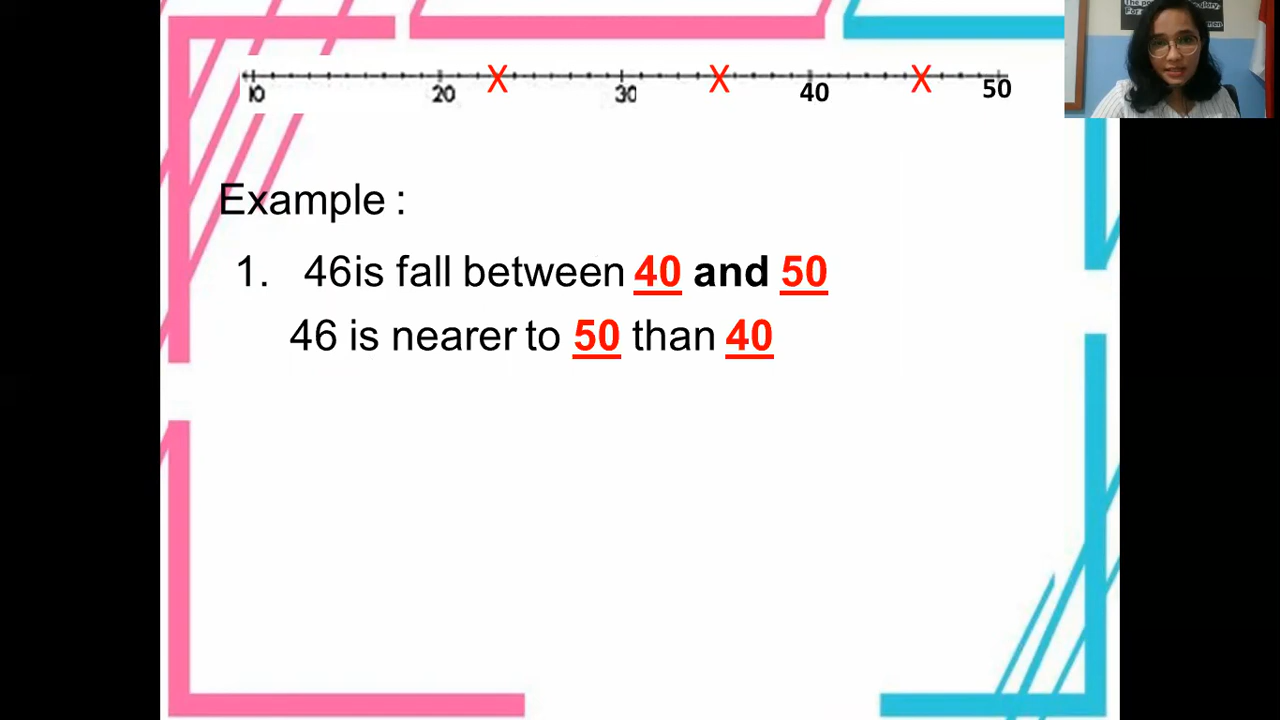 10 20 X 30 X 40 X 50
Example :
1. 46is fall between 40 and 50
46 is nearer to 50 than 40